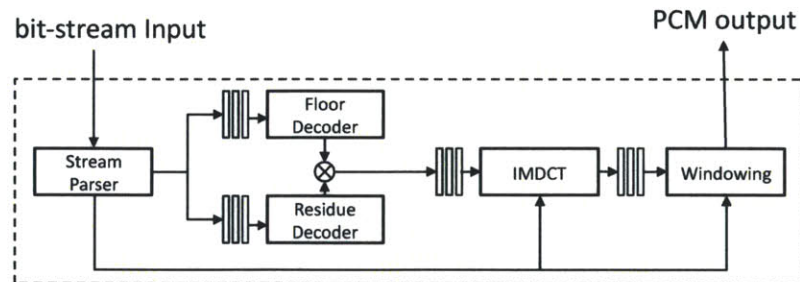 bit-stream Input
PCM output
Floor
Decoder
Stream
Parser
IMDCT
Windowing
Residue
Decoder